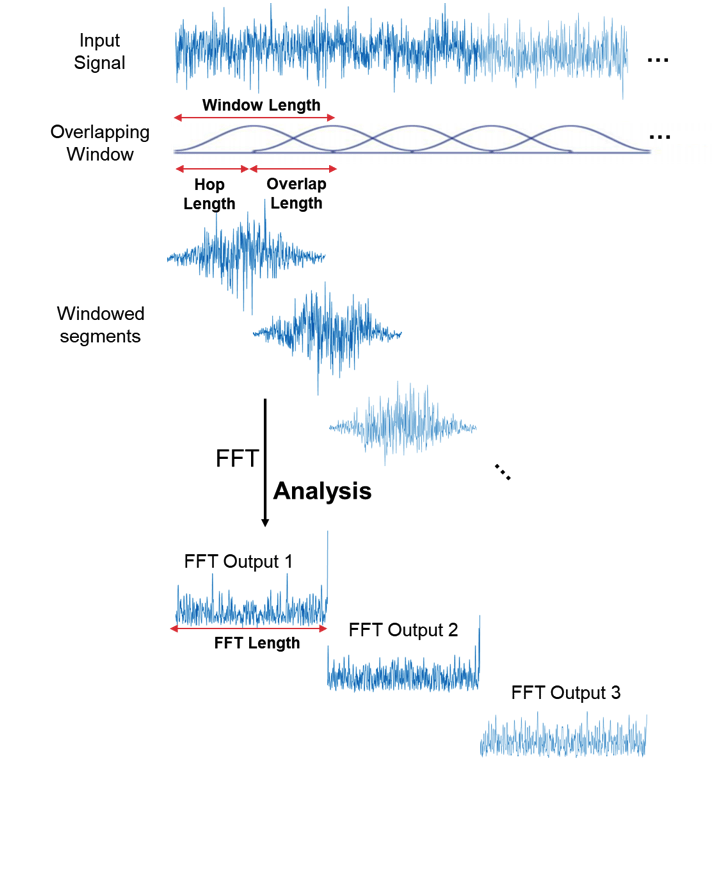 Input
Signal
...
Window Length
Overlapping
Window
...
Hop
Length
Overlap
Length
Windowed
segments
FFT
Analysis
...
FFT Output 1
FFT Length
FFT Output 2
FFT Output 3